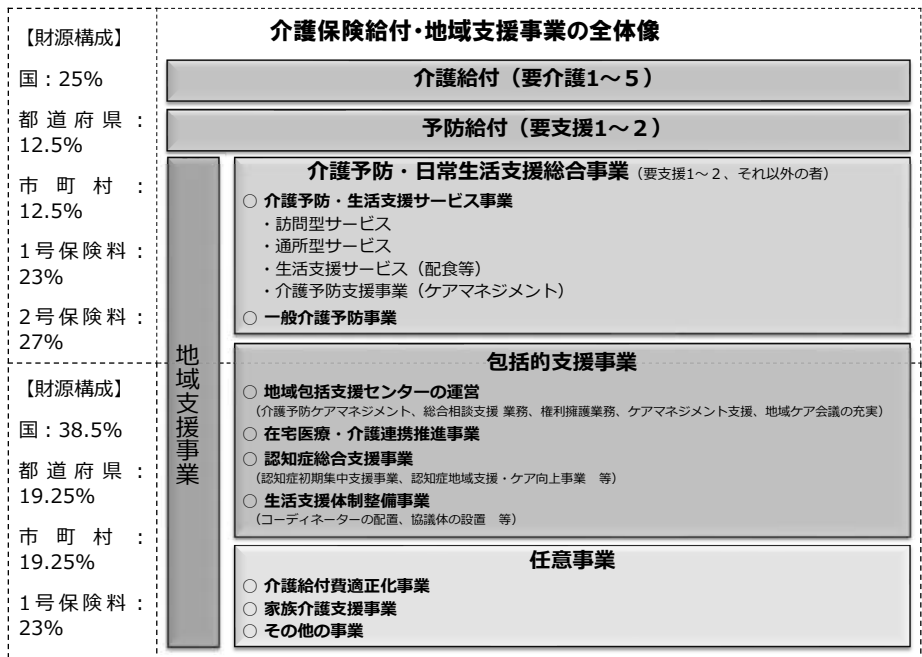 介護保険給付・地域支援事業の全体像
【財源構成】
国：25%
都道府県：
12.5%
市町村：
12.5%
1号保険料：
23%
2号保険料：
27%
【財源構成】
国：38.5%
都道府県：
19.25%
市町村：
19.25%
1号保険料：
23%
介護給付（要介護1～5）
予防給付（要支援1～2）
地域支援事業
介護予防・日常生活支援総合事業（要支援1～2、それ以外の者）
○ 介護予防・生活支援サービス事業
・訪問型サービス
・通所型サービス
・生活支援サービス（配食等）
・介護予防支援事業（ケアマネジメント）
○ 一般介護予防事業
包括的支援事業
○ 地域包括支援センターの運営
（介護予防ケアマネジメント、総合相談支援 業務、権利擁護業務、ケアマネジメント支援、地域ケア会議の充実）
○ 在宅医療・介護連携推進事業
○ 認知症総合支援事業
（認知症初期集中支援事業、認知症地域支援・ケア向上事業　等）
○ 生活支援体制整備事業
（コーディネーターの配置、協議体の設置　等）
任意事業
○ 介護給付費適正化事業
○ 家族介護支援事業
○ その他の事業